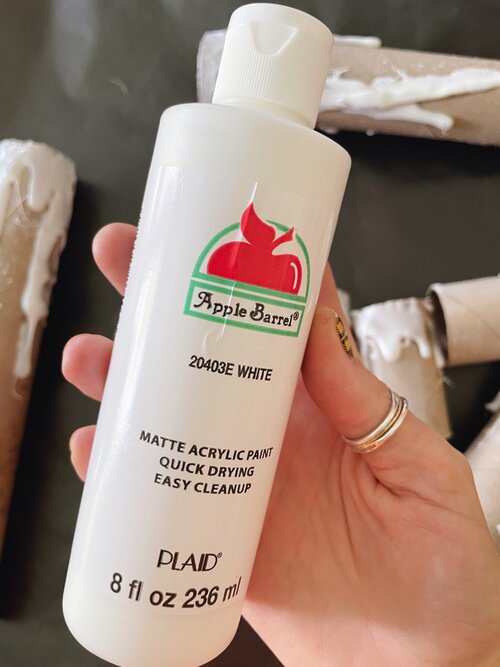 Apple Barrel®
20403E WHITE
MATTE ACRYLIC PAINT
QUICK DRYING
EASY CLEANUP
PLAID®
8 fl oz 236 ml